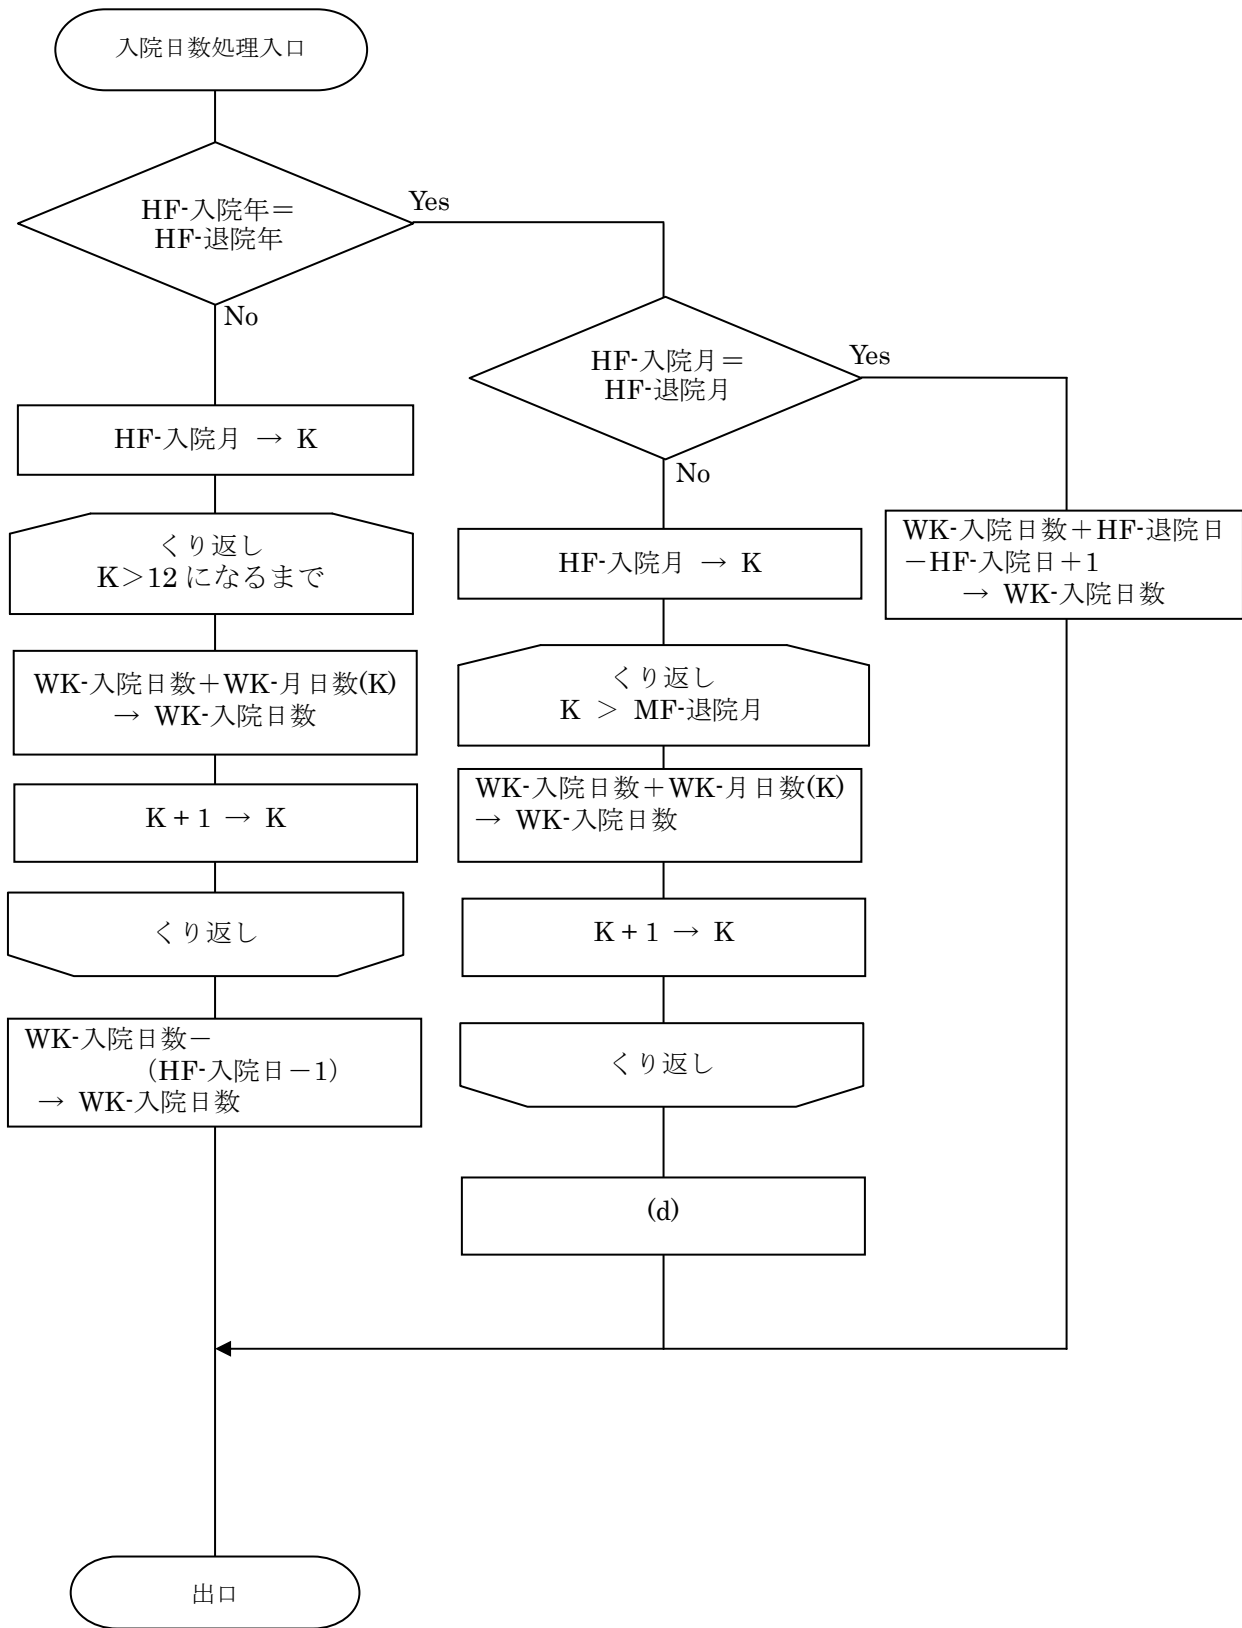 入院日数処理入口
HF-入院年＝
HF-退院年
Yes
No
HF-入院月＝
HF-退院月
Yes
No
HF-入院月 → K
くり返し
K＞12 になるまで
WK-入院日数＋WK-月日数(K)
→ WK-入院日数
K + 1 → K
くり返し
WK-入院日数－
（HF-入院日－1）
→ WK-入院日数
HF-入院月 → K
くり返し
K ＞ MF-退院月
WK-入院日数＋WK-月日数(K)
→ WK-入院日数
K + 1 → K
くり返し
(d)
WK-入院日数＋HF-退院日
－HF-入院日＋1
→ WK-入院日数
出口